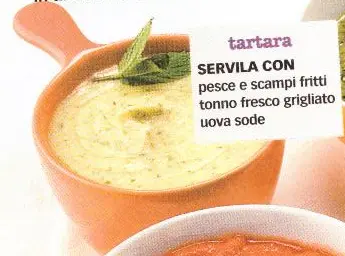 tartara
SERVILA CON
pesce e scampi fritti
tonno fresco grigliato
uova sode